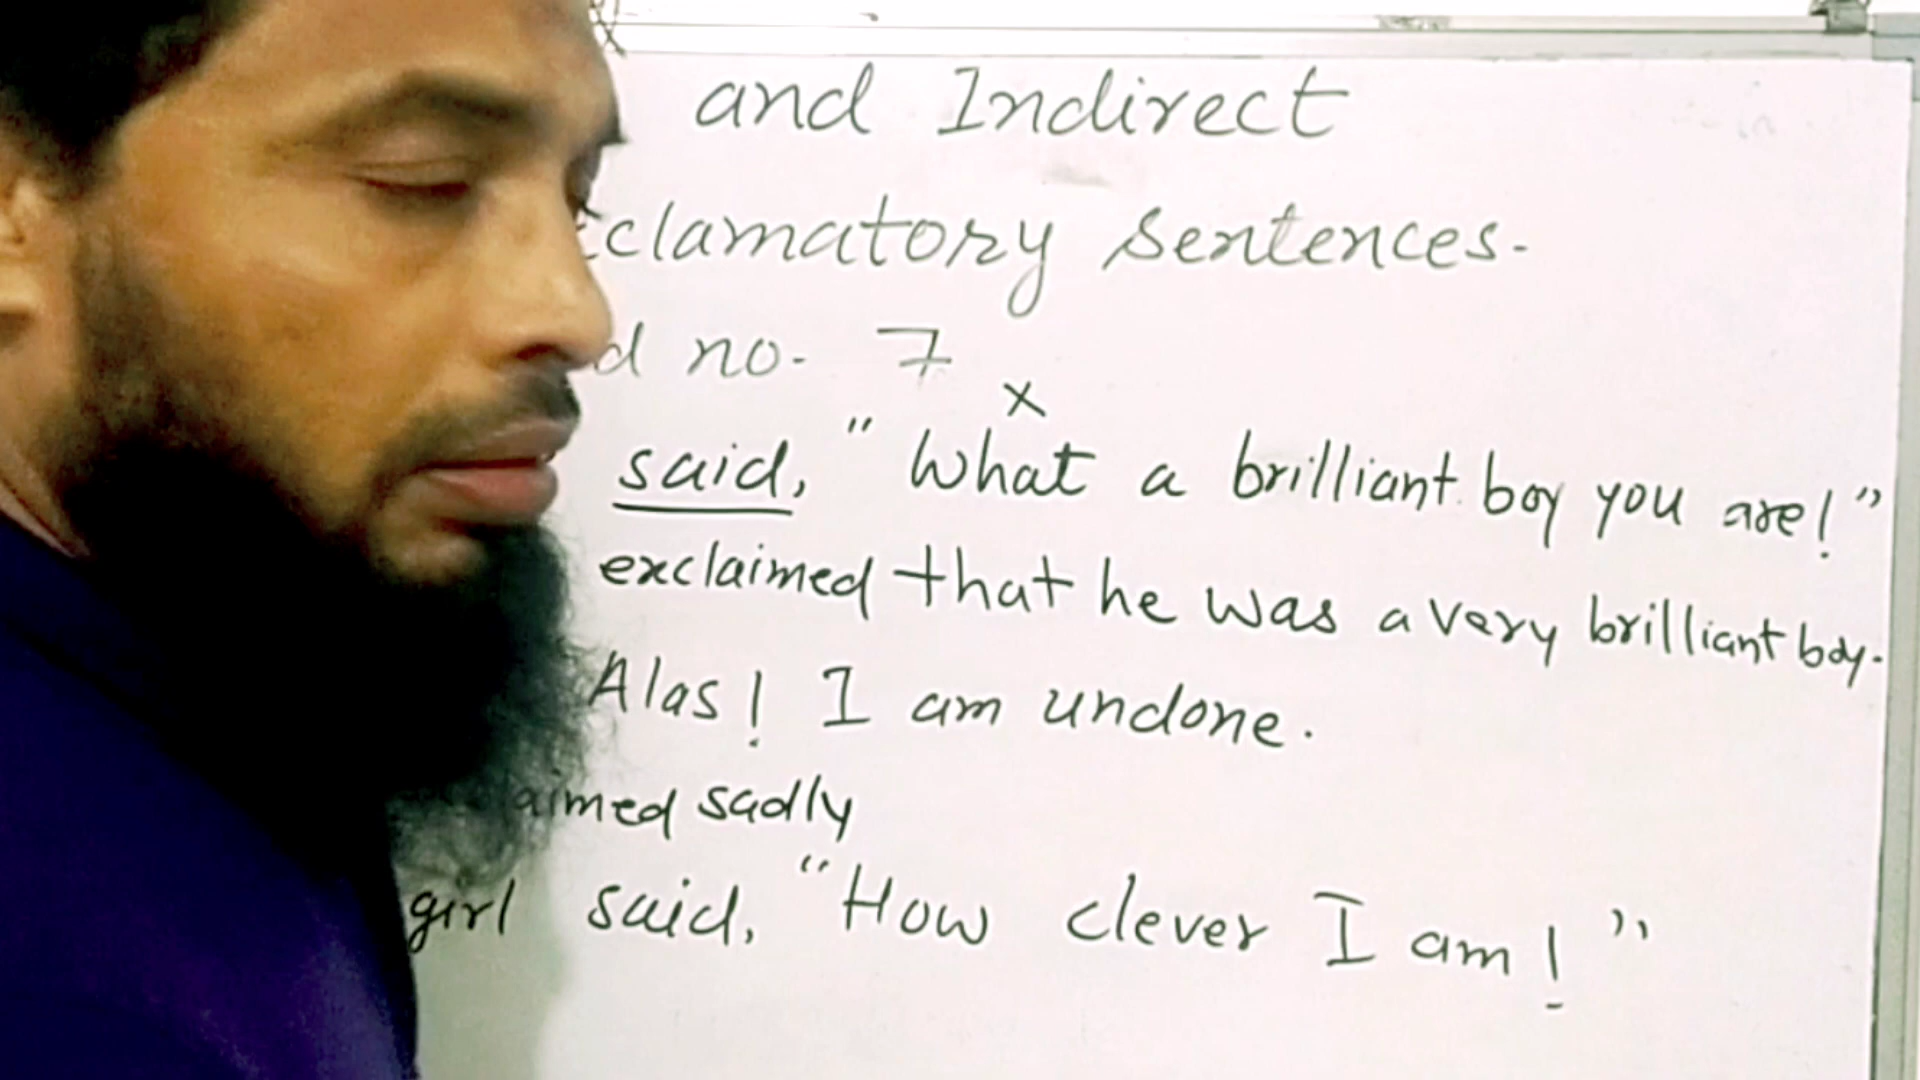 and Indirect
clamatory sentences.
no. 7
x
said, "What a brilliant boy you are!"
exclaimed that he was a very brilliant boy.
Alas! I am undone.
aimed sadly
girl said, "How clever I am!"